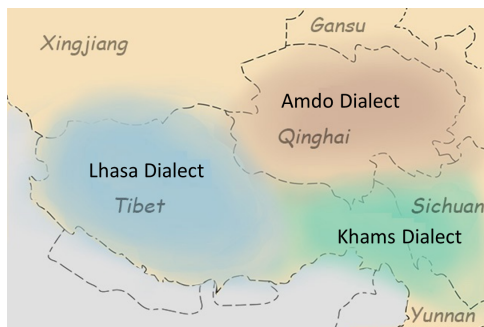 Gansu
Xingjiang
Amdo Dialect
Qinghai
Lhasa Dialect
Tibet
Sichuan
Khams Dialect
Yunnan